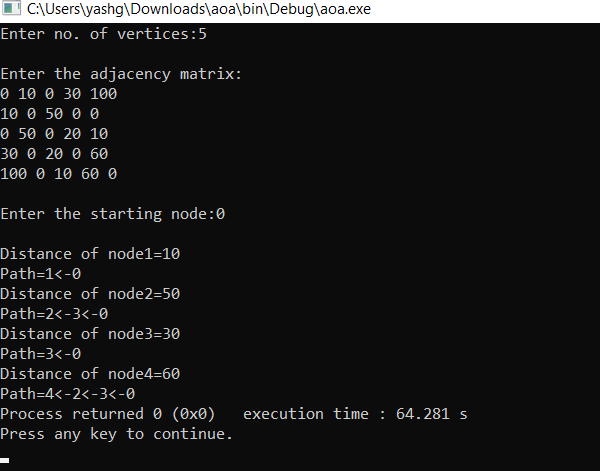 C:\Users\yashg\Downloads\aoa\bin\Debug\aoa.exe
Enter no. of vertices:5
Enter the adjacency matrix:
0 10 0 30 100
10 0 50 0 0
0 50 0 20 10
30 0 20 0 60
100 0 10 60 0
Enter the starting node:0
Distance of node1=10
Path=1<-0
Distance of node2=50
Path=2<-3<-0
Distance of node3=30
Path=3<-0
Distance of node4=60
Path=4<-2<-3<-0
Process returned 0 (0x0)   execution time : 64.281 s
Press any key to continue.